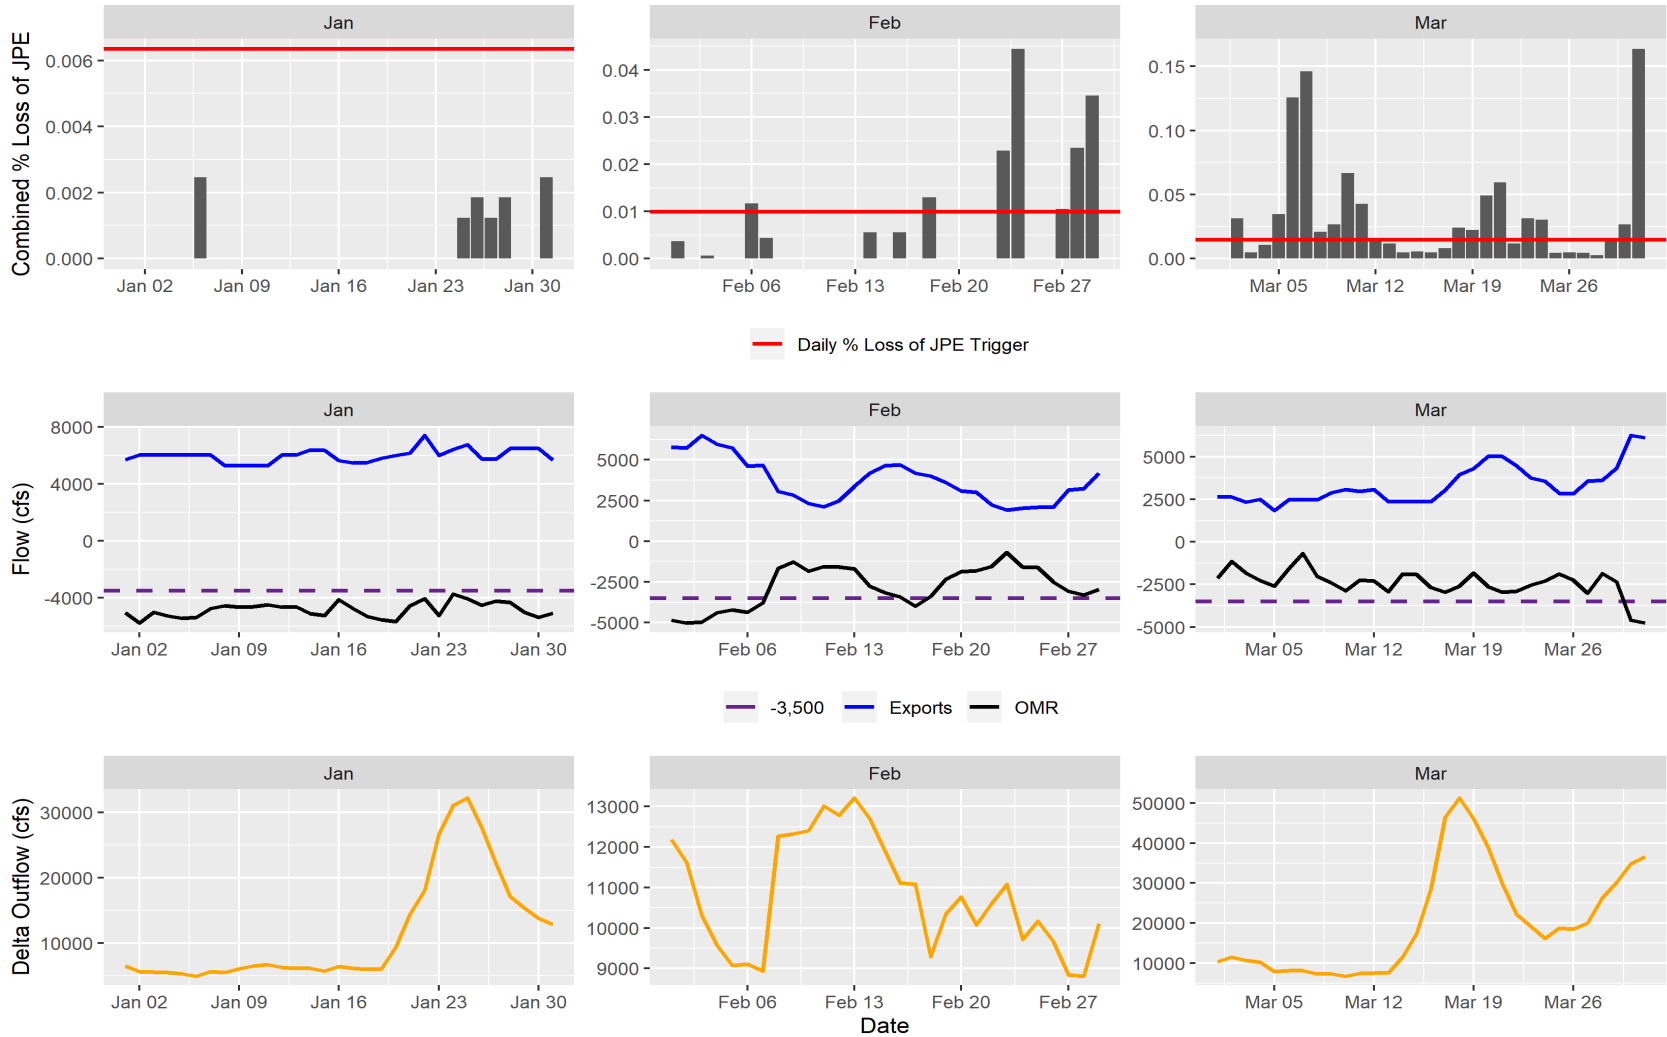 Jan
Feb
Mar
Combined % Loss of JPE
0.006
0.004
0.002
0.000
0.04
0.03
0.02
0.01
0.00
0.15
0.10
0.05
0.00
Jan 02 Jan 09 Jan 16 Jan 23 Jan 30
Feb 06 Feb 13 Feb 20 Feb 27
Mar 05 Mar 12 Mar 19 Mar 26
Daily % Loss of JPE Trigger
Jan
Feb
Mar
Flow (cfs)
8000
4000
0
-4000
5000
2500
0
-2500
-5000
5000
2500
0
-2500
-5000
Jan 02 Jan 09 Jan 16 Jan 23 Jan 30
Feb 06 Feb 13 Feb 20 Feb 27
Mar 05 Mar 12 Mar 19 Mar 26
-3,500 Exports OMR
Jan
Feb
Mar
Delta Outflow (cfs)
30000
20000
10000
13000
12000
11000
10000
9000
50000
40000
30000
20000
10000
Jan 02 Jan 09 Jan 16 Jan 23 Jan 30
Feb 06 Feb 13 Feb 20 Feb 27
Mar 05 Mar 12 Mar 19 Mar 26
Date